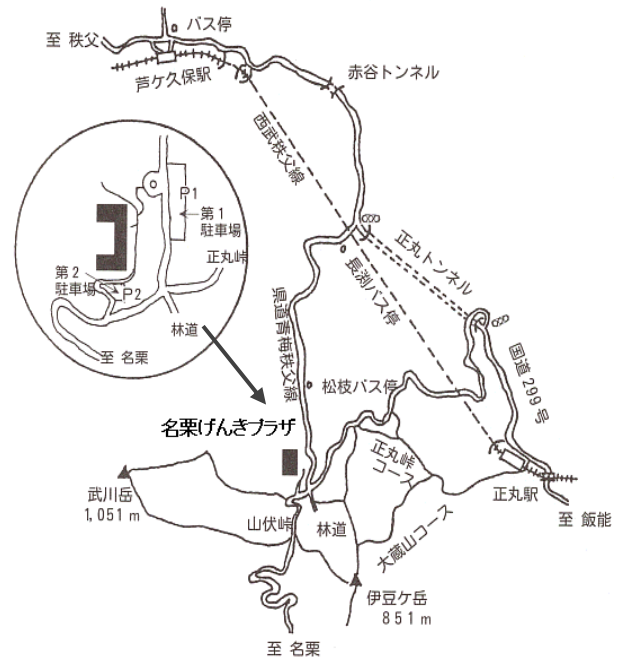 バス停
至 秩父
芦ケ久保駅
赤谷トンネル
西武秩父線
P1
第1
駐車場
正丸峠
第2
駐車場
P2
林道
至 名栗
正丸トンネル
長渕バス停
県道青梅秩父線
国道299号
松枝バス停
名栗げんきプラザ
正丸峠
コース
正丸駅
至 飯能
武川岳
1,051m
山伏峠
林道
大蔵山コース
伊豆ケ岳
851m
至 名栗